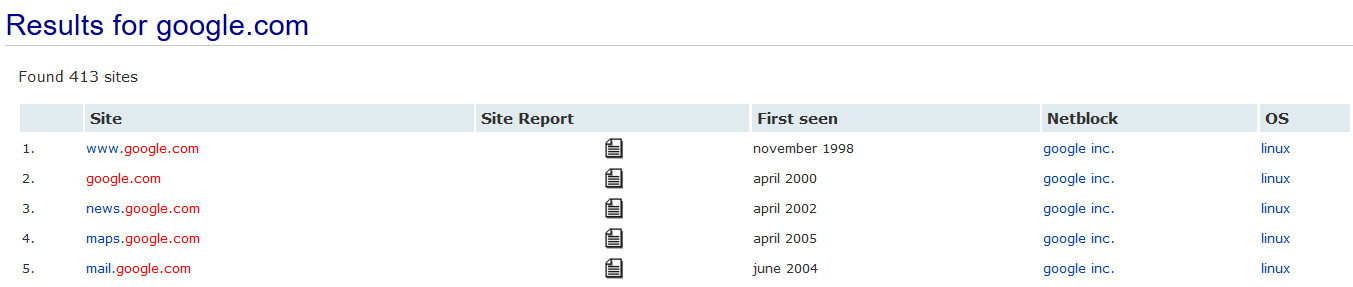 Results for google.com
Found 413 sites
Site Site Report First seen Netblock OS
1. www.google.com november 1998 google inc. linux
2. google.com april 2000 google inc. linux
3. news.google.com april 2002 google inc. linux
4. maps.google.com april 2005 google inc. linux
5. mail.google.com june 2004 google inc. linux